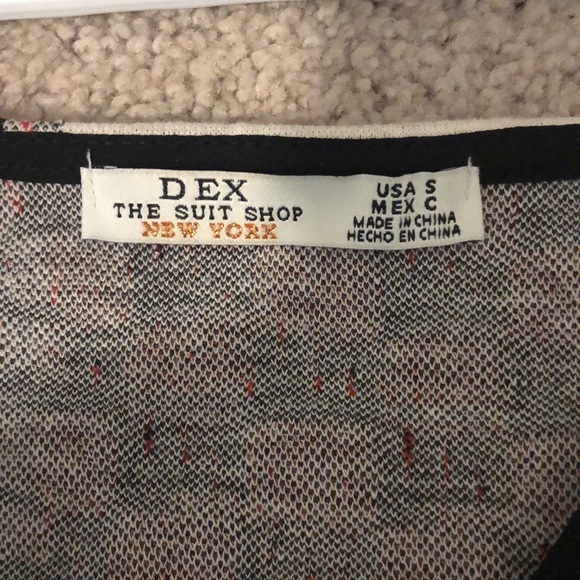 DEX
THE SUIT SHOP
NEW YORK
USA S
MEX C
MADE IN CHINA
HECHO EN CHINA